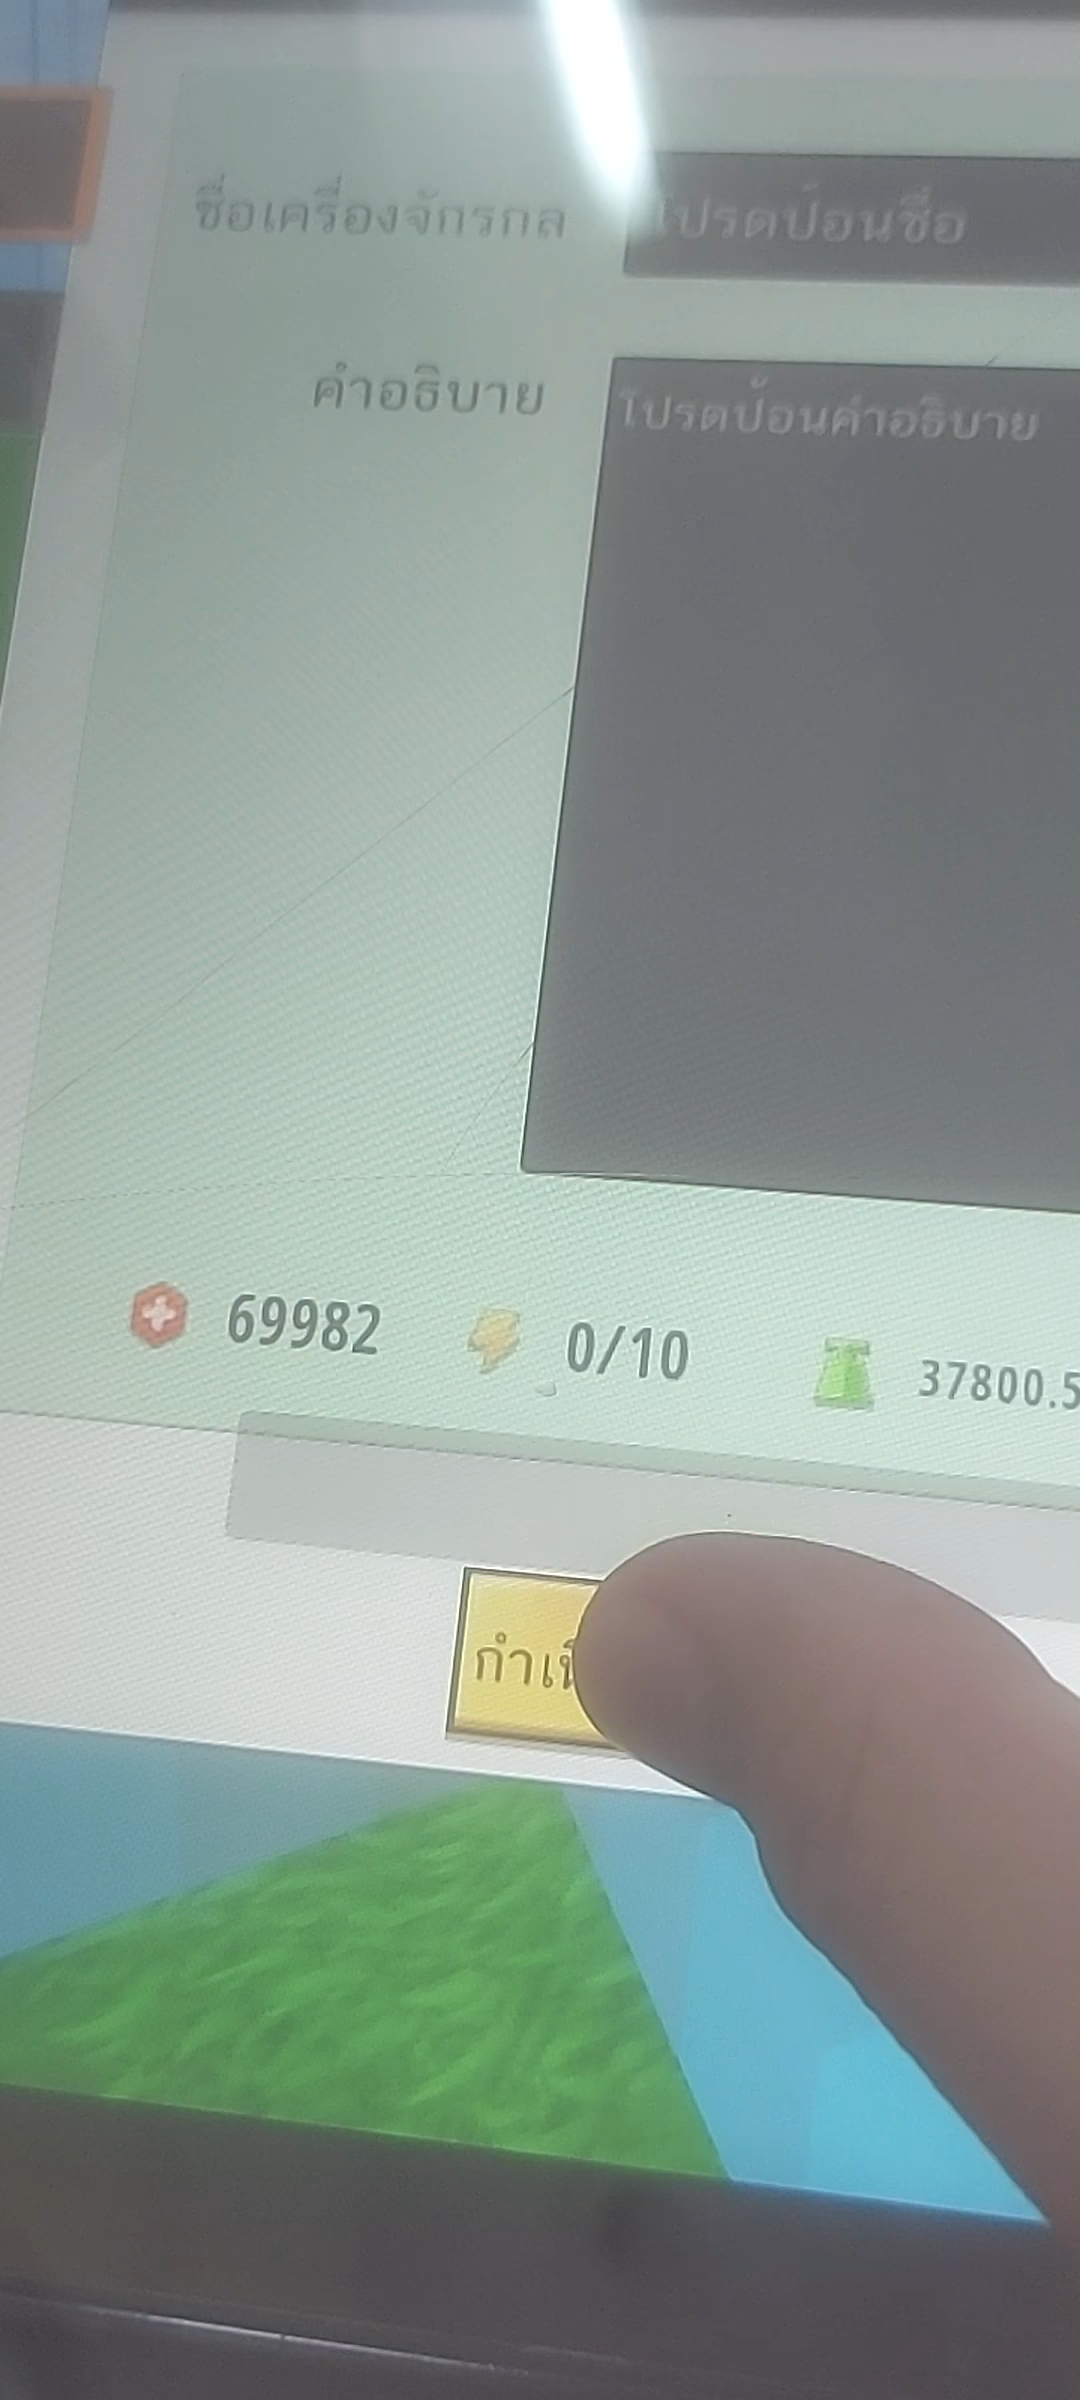 ชื่อเครื่องจักรกล
โปรดป้อนชื่อ
คำอธิบาย
โปรดป้อนคำอธิบาย
69982 0/10 37800.5